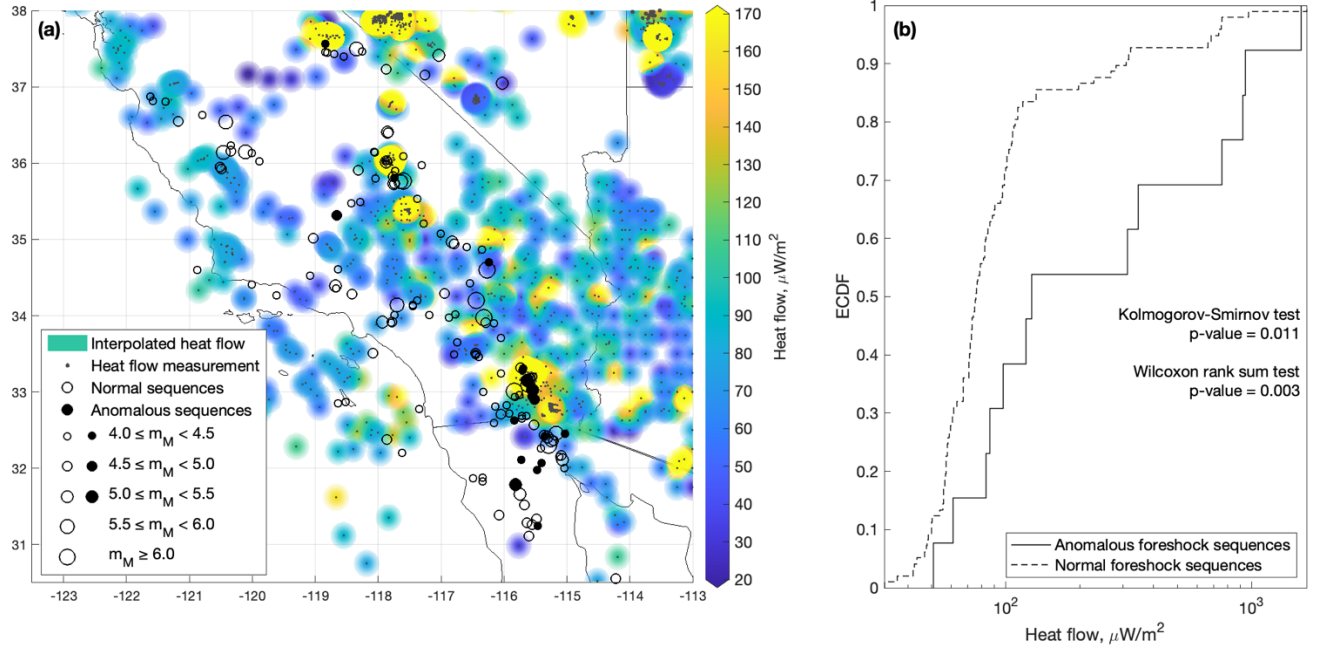 (a)
38
37
36
35
34
33
32
31
-123
-122
-121
-120
-119
-118
-117
-116
-115
-114
-113
Interpolated heat flow
Heat flow measurement
Normal sequences
Anomalous sequences
4.0 ≤ m_M < 4.5
4.5 ≤ m_M < 5.0
5.0 ≤ m_M < 5.5
5.5 ≤ m_M < 6.0
m_M ≥ 6.0
170
160
150
140
130
120
110
100
90
80
70
60
50
40
30
20
Heat flow, μW/m²
(b)
1
0.9
0.8
0.7
0.6
0.5
0.4
0.3
0.2
0.1
0
ECDF
Kolmogorov-Smirnov test
p-value = 0.011
Wilcoxon rank sum test
p-value = 0.003
Anomalous foreshock sequences
Normal foreshock sequences
10²
10³
Heat flow, μW/m²